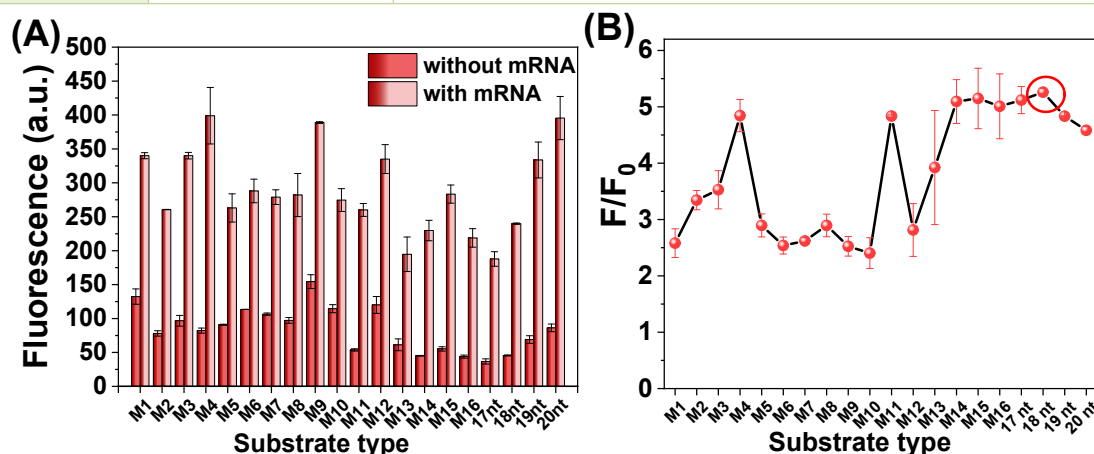 (A)
500
450
400
350
300
250
200
150
100
50
0
Fluorescence (a.u.)
without mRNA
with mRNA
M1 M2 M3 M4 M5 M6 M7 M8 M9 M10 M11 M12 M13 M14 M15 M16 17nt 18nt 19nt 20nt
Substrate type
(B)
6
5
4
3
2
1
0
F/F0
M1 M2 M3 M4 M5 M6 M7 M8 M9 M10 M11 M12 M13 M14 M15 M16 17 nt 18 nt 19 nt 20 nt
Substrate type